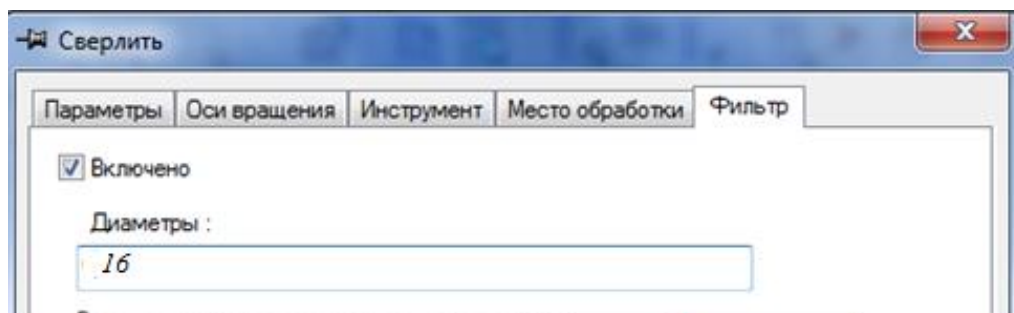 Сверлить
Параметры Оси вращения Инструмент Место обработки Фильтр
Включено
Диаметры :
16